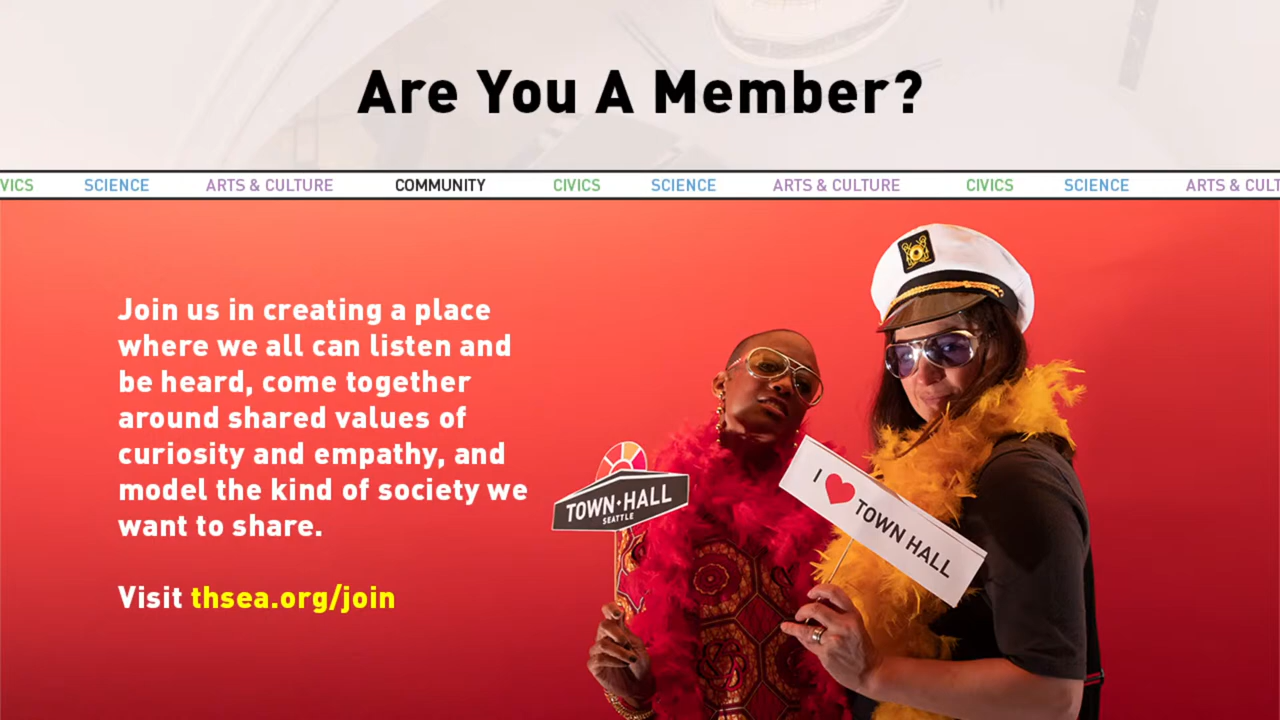 Are You A Member?
VICS SCIENCE ARTS & CULTURE COMMUNITY CIVICS SCIENCE ARTS & CULTURE CIVICS SCIENCE ARTS & CULT
Join us in creating a place
where we all can listen and
be heard, come together
around shared values of
curiosity and empathy, and
model the kind of society we
want to share.
Visit thsea.org/join
TOWN·HALL
SEATTLE
I ❤ TOWN HALL